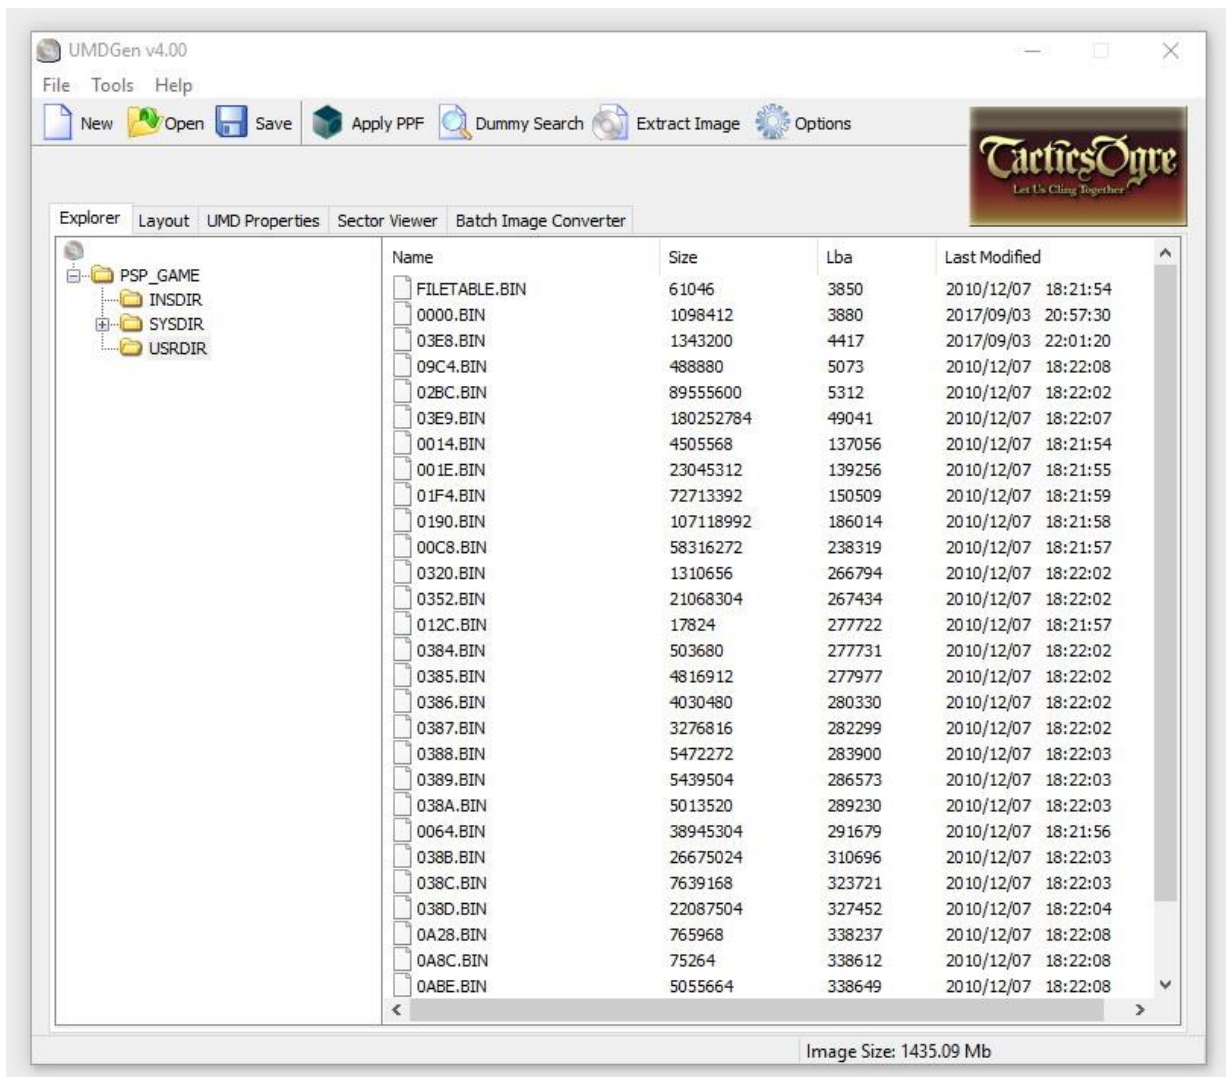 UMDGen v4.00
File Tools Help
New Open Save Apply PPF Dummy Search Extract Image Options
TacticsOgre
Let Us Cling Together
Explorer Layout UMD Properties Sector Viewer Batch Image Converter
PSP_GAME
INSDIR
SYSDIR
USRDIR
Name Size Lba Last Modified
FILETABLE.BIN 61046 3850 2010/12/07 18:21:54
0000.BIN 1098412 3880 2017/09/03 20:57:30
03E8.BIN 1343200 4417 2017/09/03 22:01:20
09C4.BIN 488880 5073 2010/12/07 18:22:08
02BC.BIN 89555600 5312 2010/12/07 18:22:02
03E9.BIN 180252784 49041 2010/12/07 18:22:07
0014.BIN 4505568 137056 2010/12/07 18:21:54
001E.BIN 23045312 139256 2010/12/07 18:21:55
01F4.BIN 72713392 150509 2010/12/07 18:21:59
0190.BIN 107118992 186014 2010/12/07 18:21:58
00C8.BIN 58316272 238319 2010/12/07 18:21:57
0320.BIN 1310656 266794 2010/12/07 18:22:02
0352.BIN 21068304 267434 2010/12/07 18:22:02
012C.BIN 17824 277722 2010/12/07 18:21:57
0384.BIN 503680 277731 2010/12/07 18:22:02
0385.BIN 4816912 277977 2010/12/07 18:22:02
0386.BIN 4030480 280330 2010/12/07 18:22:02
0387.BIN 3276816 282299 2010/12/07 18:22:02
0388.BIN 5472272 283900 2010/12/07 18:22:03
0389.BIN 5439504 286573 2010/12/07 18:22:03
038A.BIN 5013520 289230 2010/12/07 18:22:03
0064.BIN 38945304 291679 2010/12/07 18:21:56
038B.BIN 26675024 310696 2010/12/07 18:22:03
038C.BIN 7639168 323721 2010/12/07 18:22:03
038D.BIN 22087504 327452 2010/12/07 18:22:04
0A28.BIN 765968 338237 2010/12/07 18:22:08
0A8C.BIN 75264 338612 2010/12/07 18:22:08
0ABE.BIN 5055664 338649 2010/12/07 18:22:08
Image Size: 1435.09 Mb